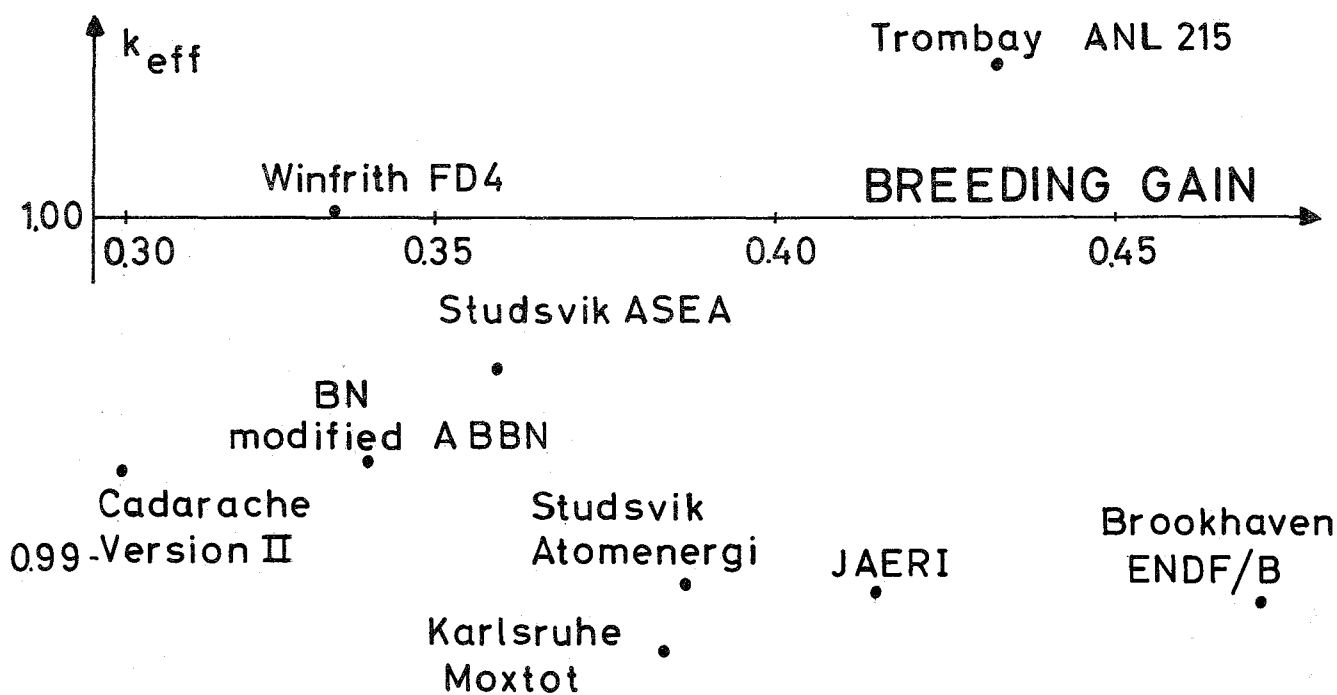 k eff
Trombay ANL 215
Winfrith FD4
BREEDING GAIN
1.00
0.30 0.35 0.40 0.45
Studsvik ASEA
BN
modified ABBN
Cadarache
Version II
0.99
Studsvik
Atomenergi
JAERI
Brookhaven
ENDF/B
Karlsruhe
Moxtot